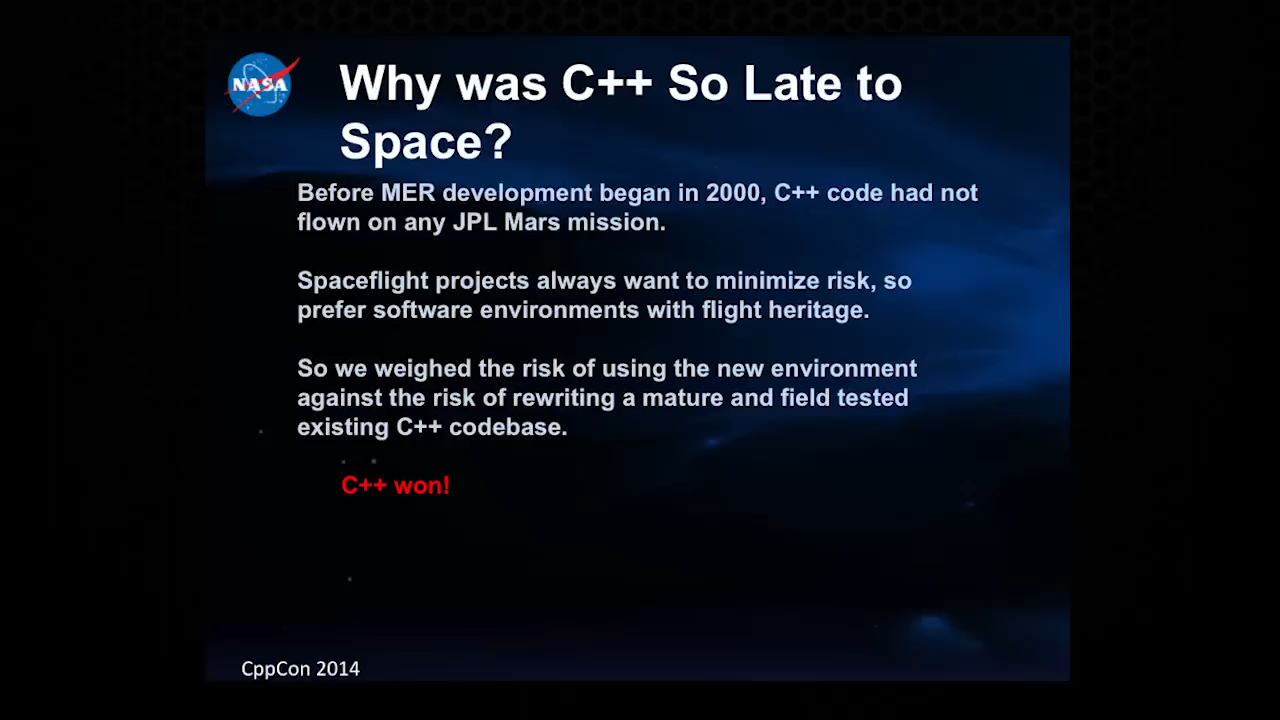 NASA
Why was C++ So Late to
Space?
Before MER development began in 2000, C++ code had not
flown on any JPL Mars mission.
Spaceflight projects always want to minimize risk, so
prefer software environments with flight heritage.
So we weighed the risk of using the new environment
against the risk of rewriting a mature and field tested
existing C++ codebase.
C++ won!
CppCon 2014